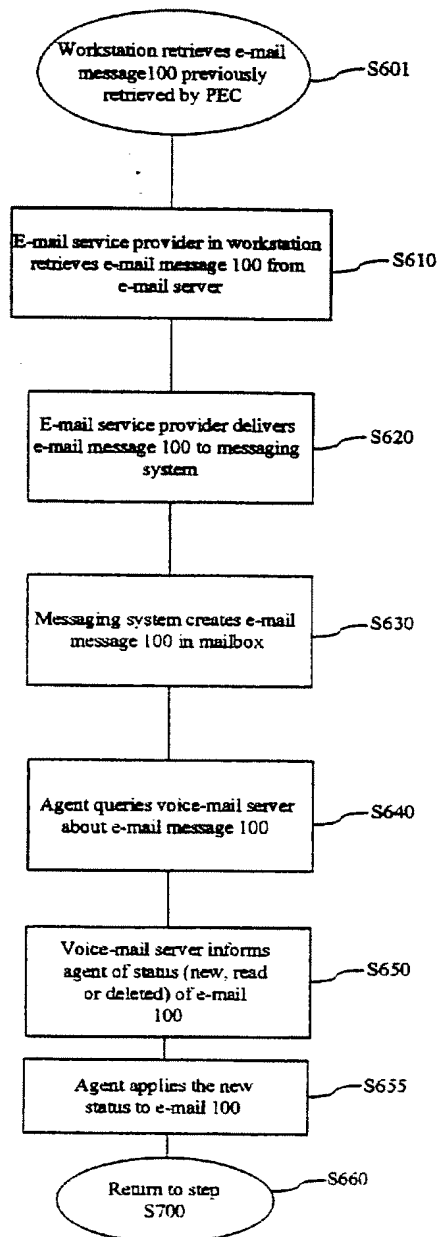 Workstation retrieves e-mail
message100 previously
retrieved by PEC
S601
E-mail service provider in workstation
retrieves e-mail message 100 from
e-mail server
S610
E-mail service provider delivers
e-mail message 100 to messaging
system
S620
Messaging system creates e-mail
message 100 in mailbox
S630
Agent queries voice-mail server
about e-mail message 100
S640
Voice-mail server informs
agent of status (new, read
or deleted) of e-mail
100
S650
Agent applies the new
status to e-mail 100
S655
Return to step
S700
S660